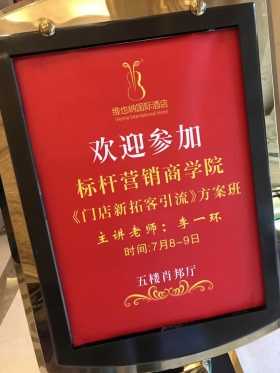 维也纳国际酒店
Vienna International Hotel
欢迎参加
标杆营销商学院
《门店新拓客引流》方案班
主讲老师：李一环
时间:7月8-9日
五楼肖邦厅